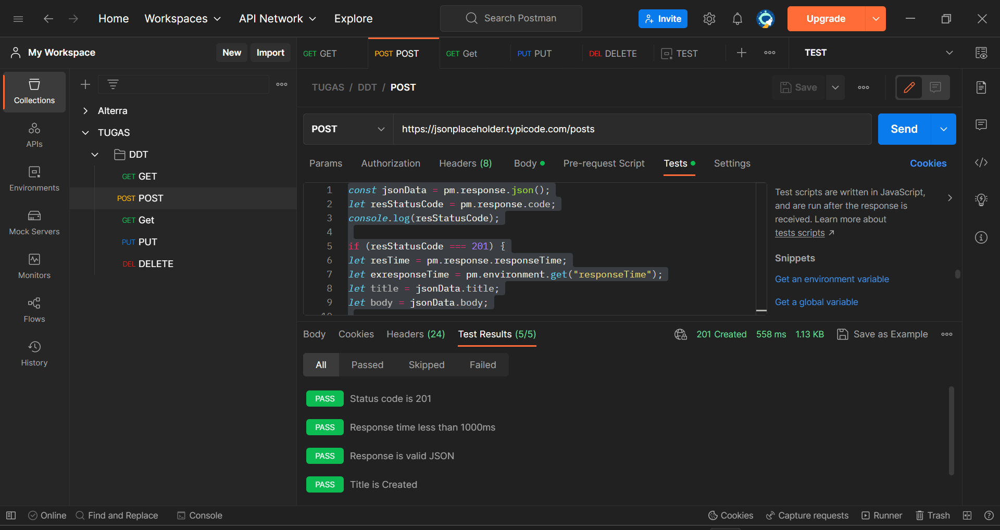 Home Workspaces API Network Explore Search Postman Invite Upgrade
My Workspace New Import
GET GET POST POST GET Get PUT PUT DEL DELETE TEST TEST
Collections
APIs
Environments
Mock Servers
Monitors
Flows
History
Alterra
TUGAS
DDT
GET GET
POST POST
GET Get
PUT PUT
DEL DELETE
TUGAS / DDT / POST Save
POST https://jsonplaceholder.typicode.com/posts Send
Params Authorization Headers (8) Body Pre-request Script Tests Settings Cookies
1 const jsonData = pm.response.json();
2 let resStatusCode = pm.response.code;
3 console.log(resStatusCode);
4
5 if (resStatusCode === 201) {
6 let resTime = pm.response.responseTime;
7 let exresponseTime = pm.environment.get("responseTime");
8 let title = jsonData.title;
9 let body = jsonData.body;
10
Test scripts are written in JavaScript,
and are run after the response is
received. Learn more about
tests scripts ↗
Snippets
Get an environment variable
Get a global variable
Body Cookies Headers (24) Test Results (5/5) 201 Created 558 ms 1.13 KB Save as Example
All Passed Skipped Failed
PASS Status code is 201
PASS Response time less than 1000ms
PASS Response is valid JSON
PASS Title is Created
Online Find and Replace Console Cookies Capture requests Runner Trash